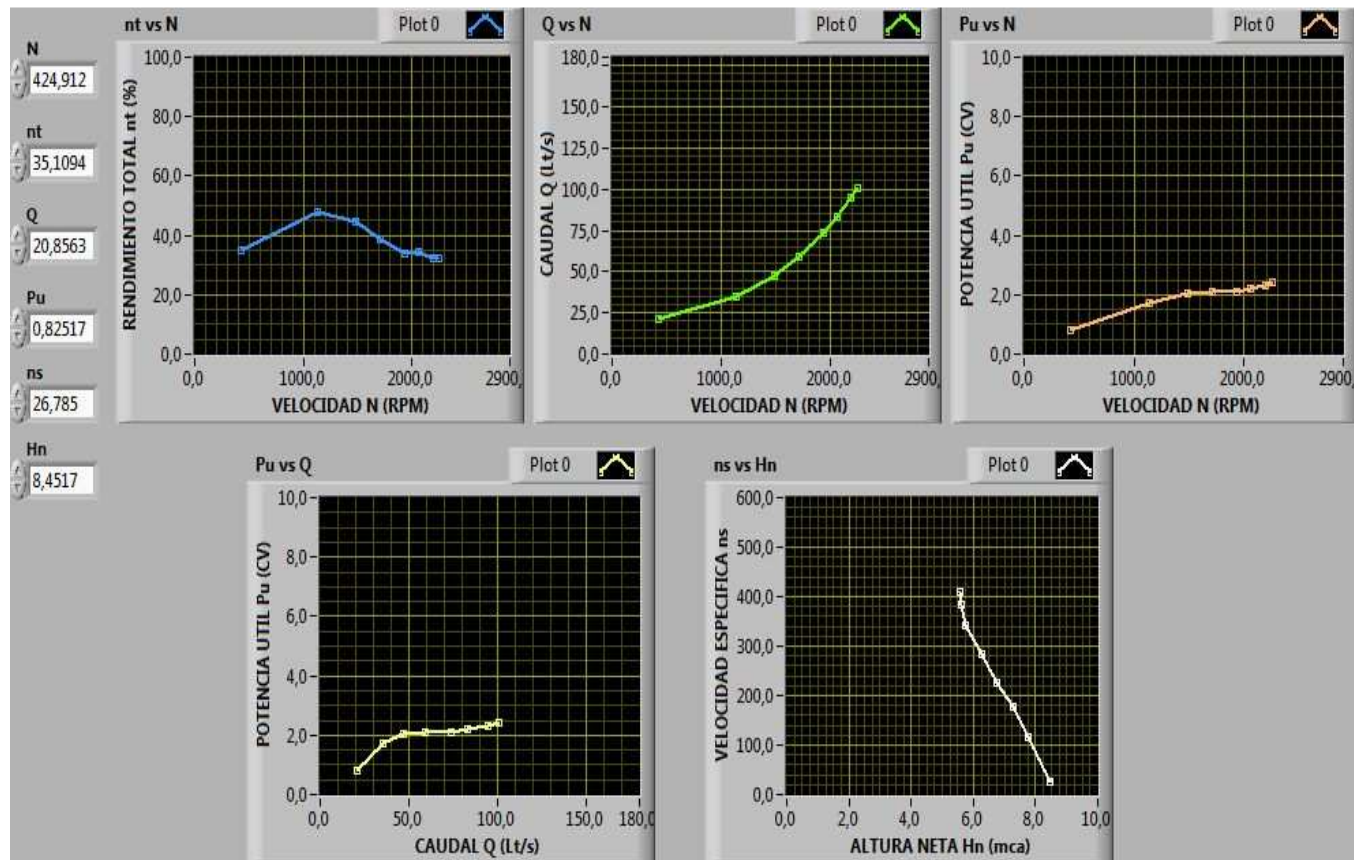 N
424,912
nt
35,1094
Q
20,8563
Pu
0,82517
ns
26,785
Hn
8,4517
nt vs N
Plot 0
RENDIMIENTO TOTAL nt (%)
100,0
80,0
60,0
40,0
20,0
0,0
0,0 1000,0 2000,0 2900,
VELOCIDAD N (RPM)
Q vs N
Plot 0
CAUDAL Q (Lt/s)
180,0
150,0
125,0
100,0
75,0
50,0
25,0
0,0
0,0 1000,0 2000,0 2900,
VELOCIDAD N (RPM)
Pu vs N
Plot 0
POTENCIA UTIL Pu (CV)
10,0
8,0
6,0
4,0
2,0
0,0
0,0 1000,0 2000,0 2900,
VELOCIDAD N (RPM)
Pu vs Q
Plot 0
POTENCIA UTIL Pu (CV)
10,0
8,0
6,0
4,0
2,0
0,0
0,0 50,0 100,0 150,0 180,0
CAUDAL Q (Lt/s)
ns vs Hn
Plot 0
VELOCIDAD ESPECIFICA ns
600,0
500,0
400,0
300,0
200,0
100,0
0,0
0,0 2,0 4,0 6,0 8,0 10,0
ALTURA NETA Hn (mca)